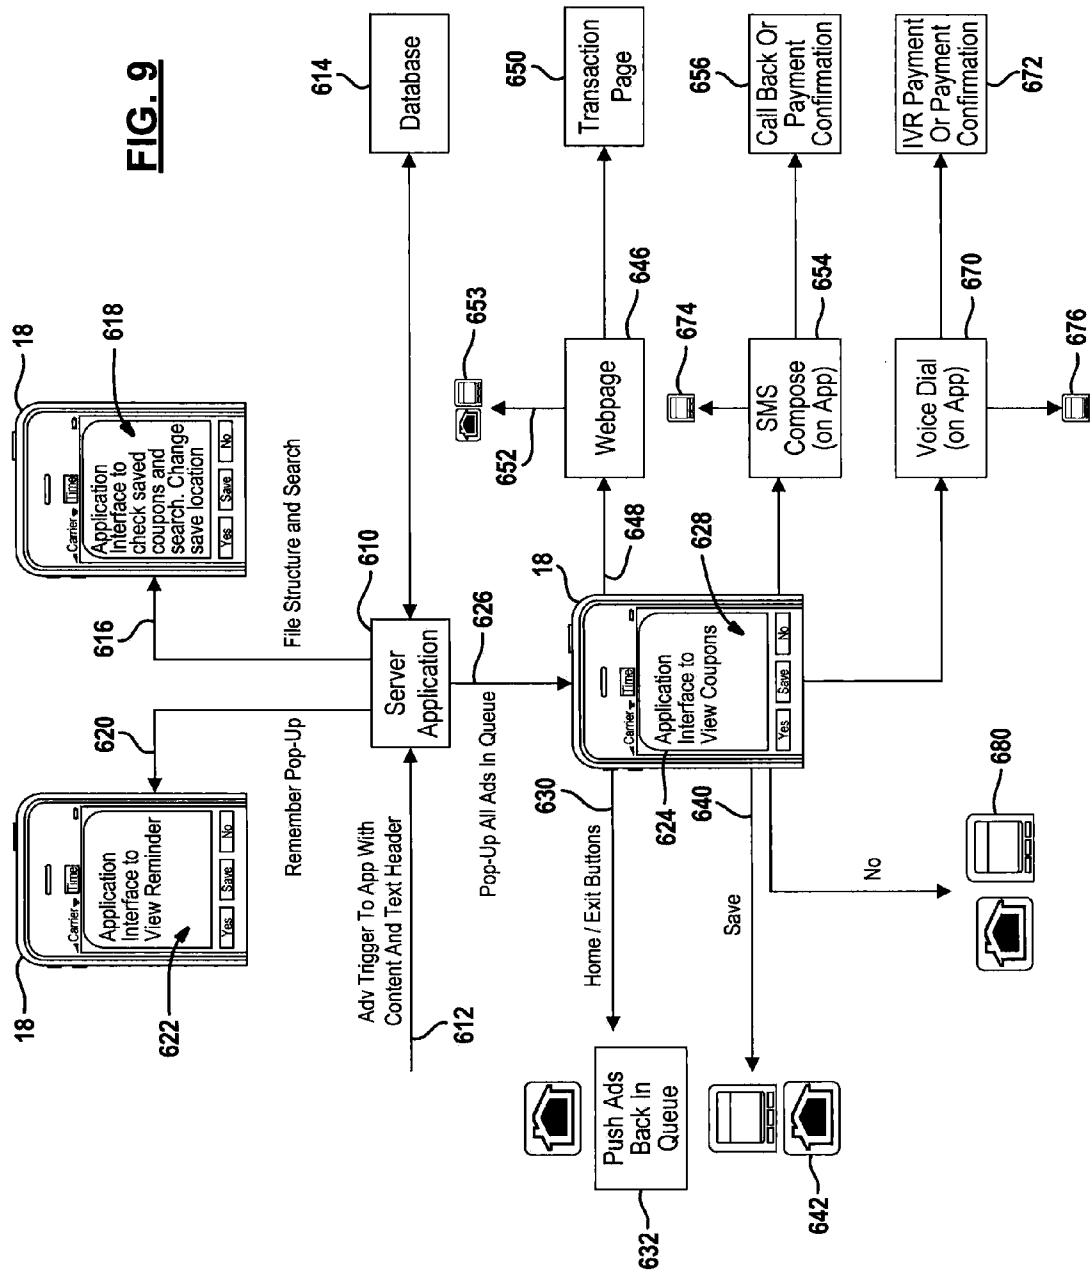 FIG. 9
18
Carrier
Time
Application
Interface to
View Reminder
Yes
Save
No
622
620
Remember Pop-Up
18
Carrier
Time
Application
Interface to
check saved
coupons and
search. Change
save location
Yes
Save
No
618
616
File Structure and Search
Adv Trigger To App With
Content And Text Header
612
Server
Application
610
Database
614
626
Pop-Up All Ads In Queue
18
Carrier
Time
Application
Interface to
View Coupons
Yes
Save
No
624
628
630
Home / Exit Buttons
Push Ads
Back in
Queue
632
640
Save
642
No
680
648
Webpage
646
652
653
Transaction
Page
650
SMS
Compose
(on App)
654
674
Call Back Or
Payment
Confirmation
656
Voice Dial
(on App)
670
676
IVR Payment
Or Payment
Confirmation
672